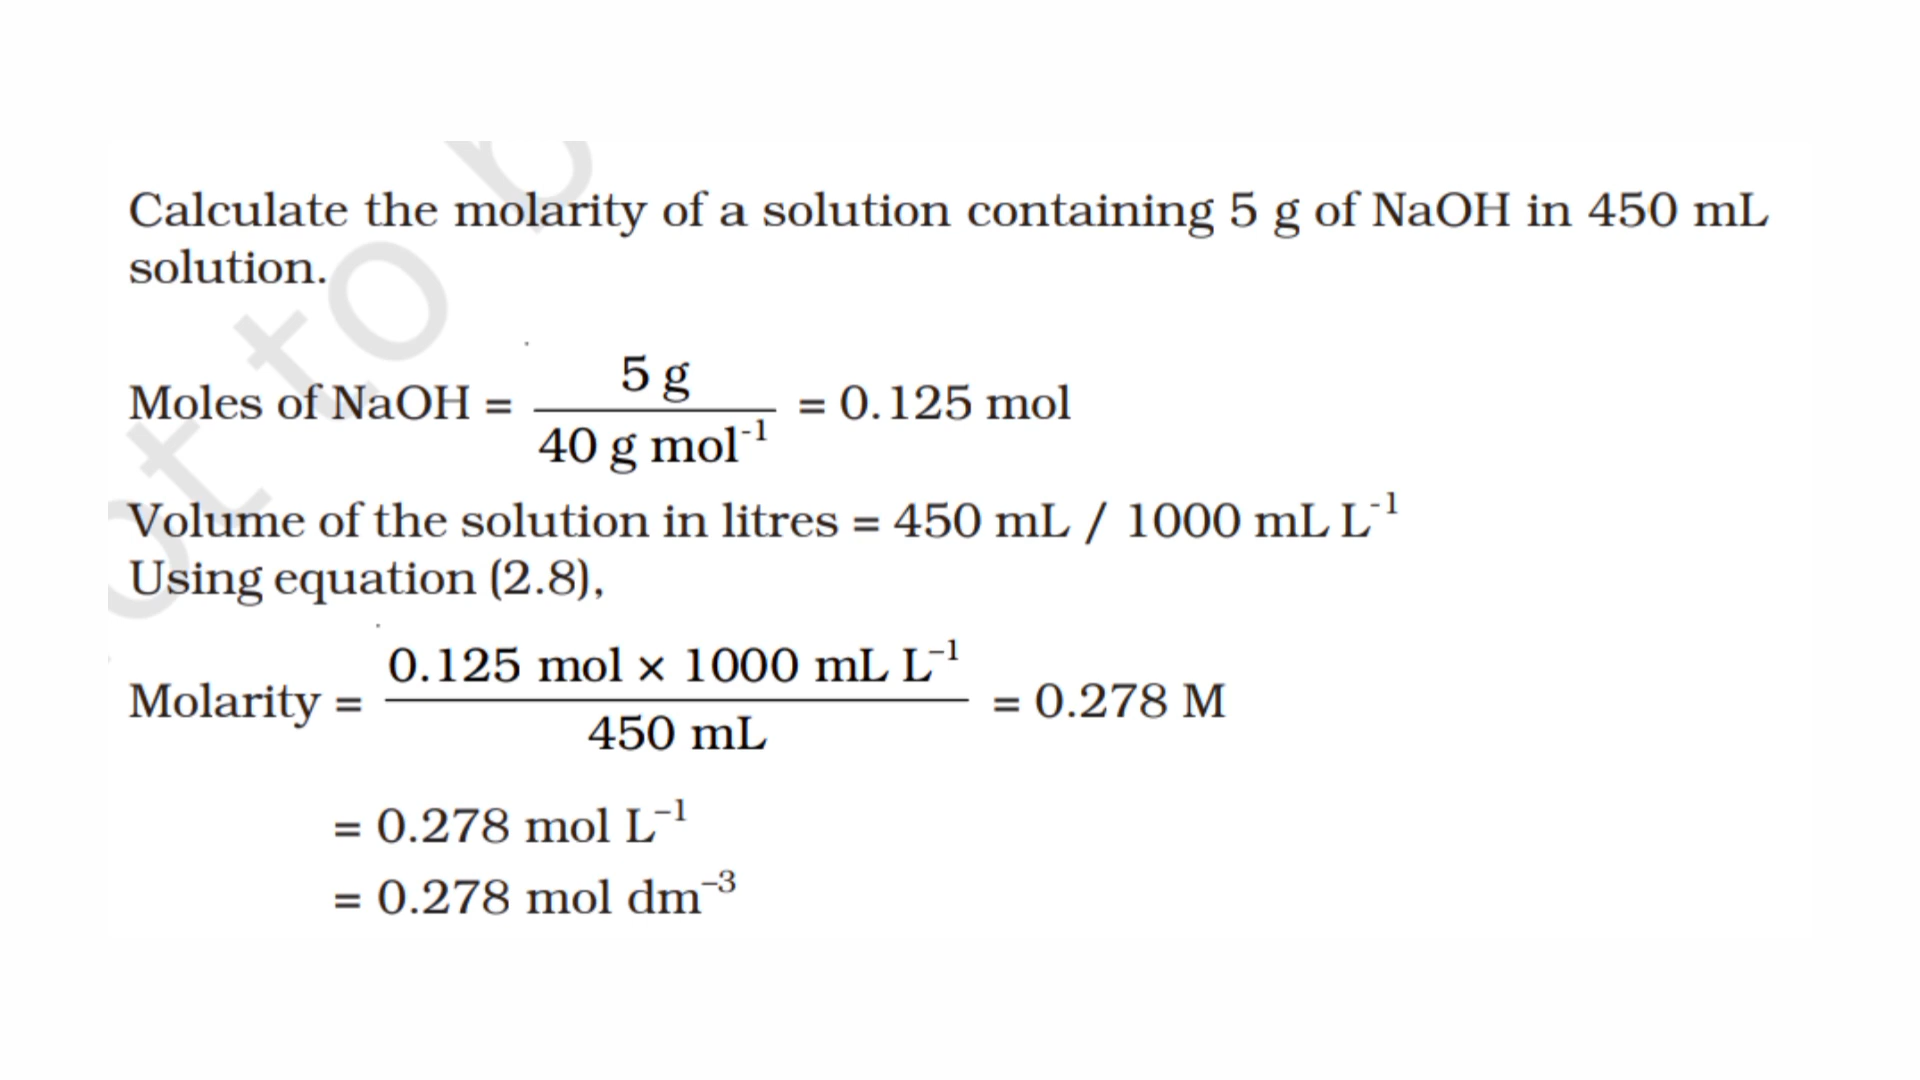 Calculate the molarity of a solution containing 5 g of NaOH in 450 mL
solution.
Moles of NaOH = 5 g / 40 g mol⁻¹ = 0.125 mol
Volume of the solution in litres = 450 mL / 1000 mL L⁻¹
Using equation (2.8),
Molarity = 0.125 mol × 1000 mL L⁻¹ / 450 mL = 0.278 M
= 0.278 mol L⁻¹
= 0.278 mol dm⁻³
to